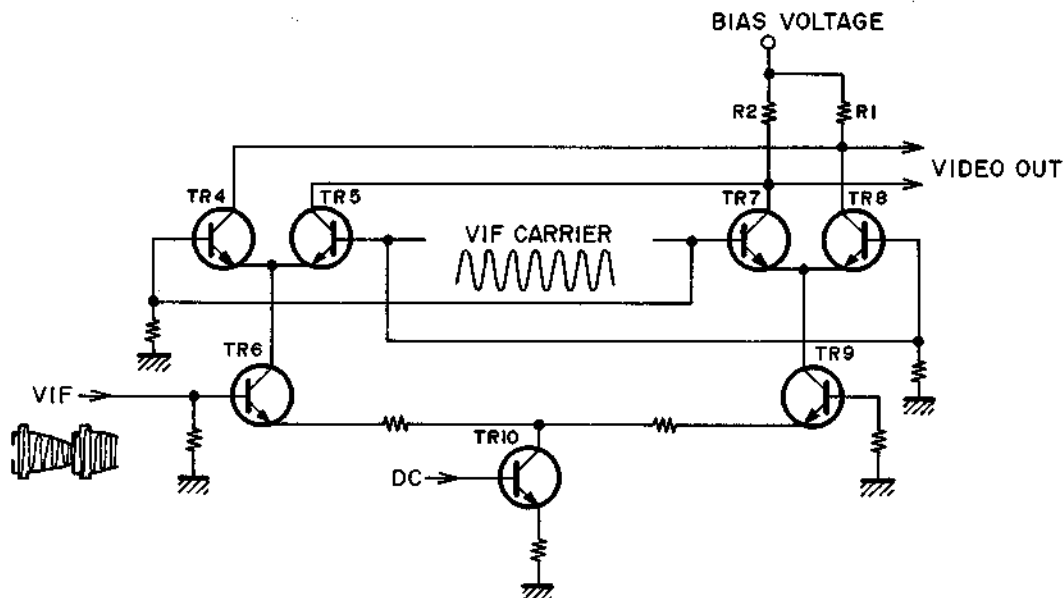 BIAS VOLTAGE
R2
R1
VIDEO OUT
TR4
TR5
TR7
TR8
VIF CARRIER
TR6
TR9
VIF
TR10
DC